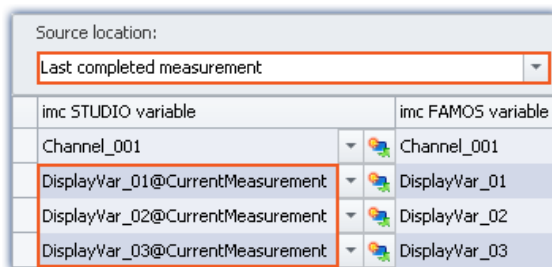 Source location:
Last completed measurement
imc STUDIO variable imc FAMOS variable
Channel_001 Channel_001
DisplayVar_01@CurrentMeasurement DisplayVar_01
DisplayVar_02@CurrentMeasurement DisplayVar_02
DisplayVar_03@CurrentMeasurement DisplayVar_03